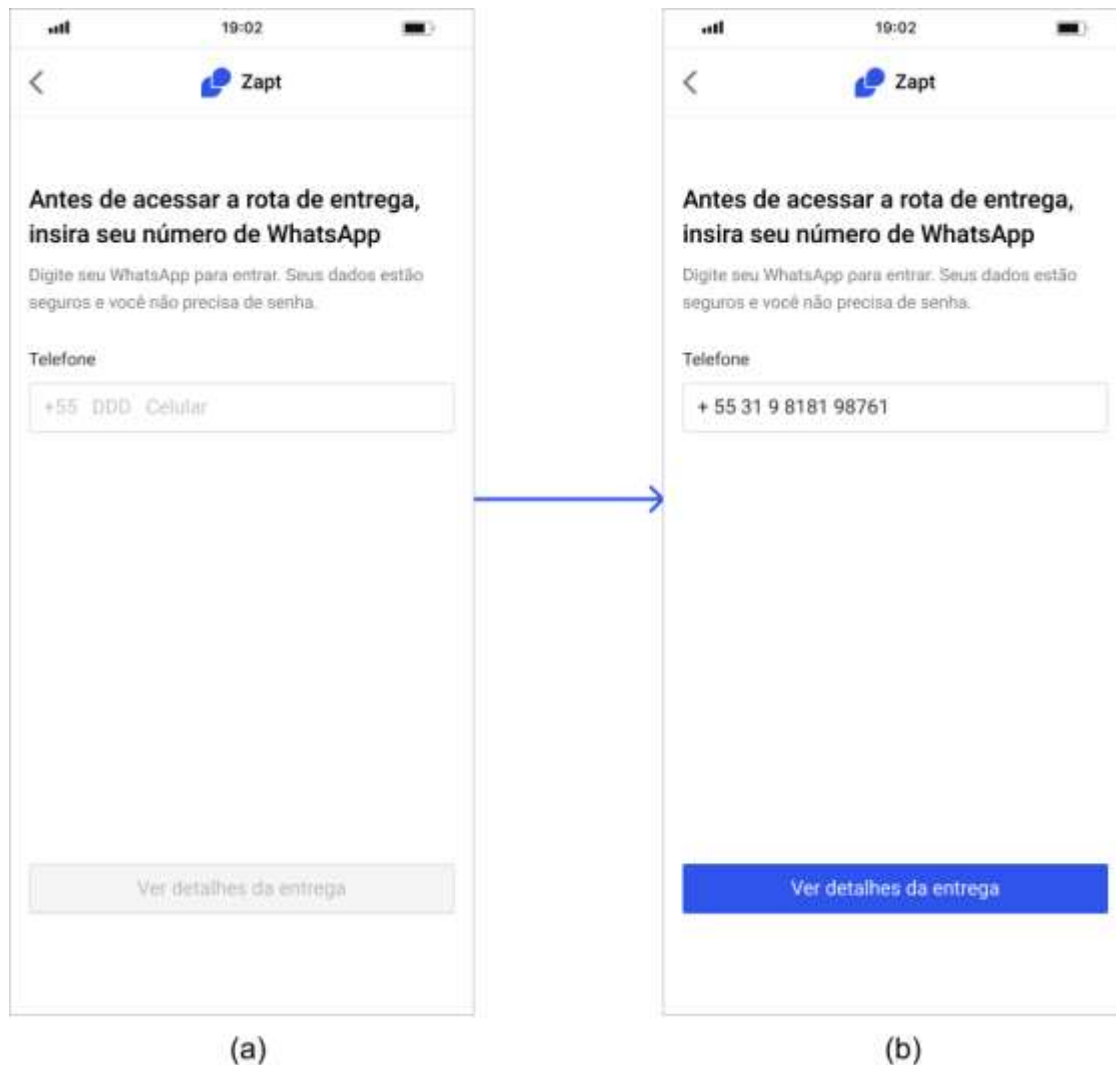 19:02
Zapt
Antes de acessar a rota de entrega,
insira seu número de WhatsApp
Digite seu WhatsApp para entrar. Seus dados estão
seguros e você não precisa de senha.
Telefone
+55 DDD Celular
Ver detalhes da entrega
(a)
19:02
Zapt
Antes de acessar a rota de entrega,
insira seu número de WhatsApp
Digite seu WhatsApp para entrar. Seus dados estão
seguros e você não precisa de senha.
Telefone
+ 55 31 9 8181 98761
Ver detalhes da entrega
(b)